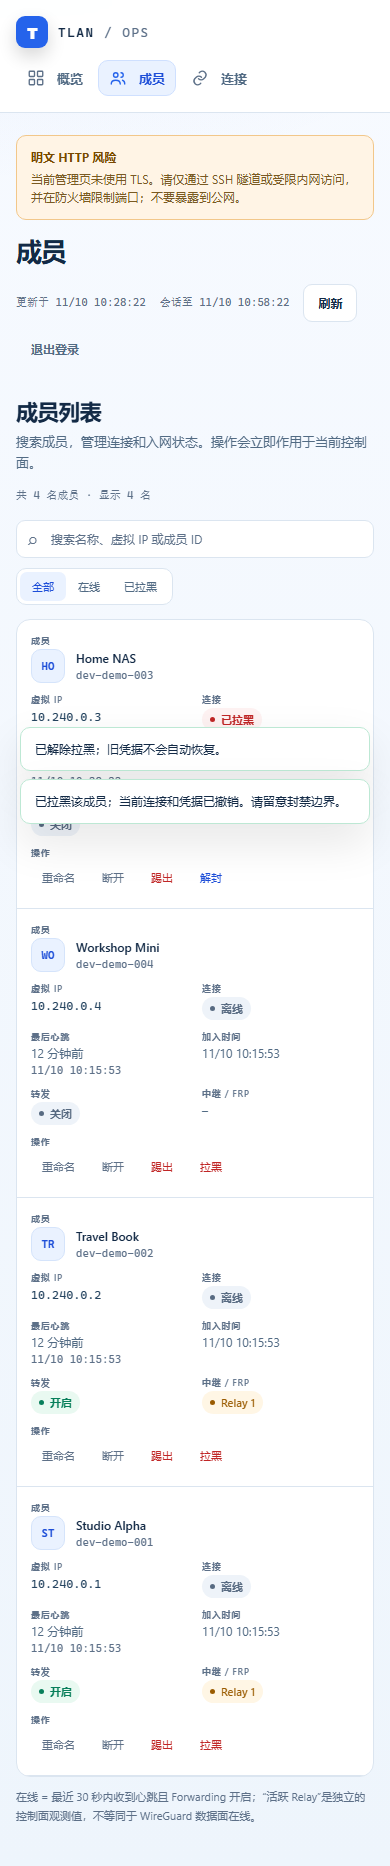 T TLAN / OPS
概览 成员 连接
明文 HTTP 风险
当前管理页未使用 TLS。请仅通过 SSH 隧道或受限内网访问，
并在防火墙限制端口；不要暴露到公网。
成员
更新于 11/10 10:28:22 会话至 11/10 10:58:22 刷新
退出登录
成员列表
搜索成员，管理连接和入网状态。操作会立即作用于当前控制
面。
共 4 名成员 · 显示 4 名
搜索名称、虚拟 IP 或成员 ID
全部 在线 已拉黑
成员
HO Home NAS
dev-demo-003
虚拟 IP 连接
10.240.0.3 已拉黑
已解除拉黑；旧凭据不会自动恢复。
已拉黑该成员；当前连接和凭据已撤销。请留意封禁边界。
关闭
操作
重命名 断开 踢出 解封
成员
WO Workshop Mini
dev-demo-004
虚拟 IP 连接
10.240.0.4 离线
最后心跳 加入时间
12 分钟前 11/10 10:15:53
11/10 10:15:53
转发 中继 / FRP
关闭 —
操作
重命名 断开 踢出 拉黑
成员
TR Travel Book
dev-demo-002
虚拟 IP 连接
10.240.0.2 离线
最后心跳 加入时间
12 分钟前 11/10 10:15:53
11/10 10:15:53
转发 中继 / FRP
开启 Relay 1
操作
重命名 断开 踢出 拉黑
成员
ST Studio Alpha
dev-demo-001
虚拟 IP 连接
10.240.0.1 离线
最后心跳 加入时间
12 分钟前 11/10 10:15:53
11/10 10:15:53
转发 中继 / FRP
开启 Relay 1
操作
重命名 断开 踢出 拉黑
在线 = 最近 30 秒内收到心跳且 Forwarding 开启；“活跃 Relay”是独立的
控制面观测值，不等同于 WireGuard 数据面在线。